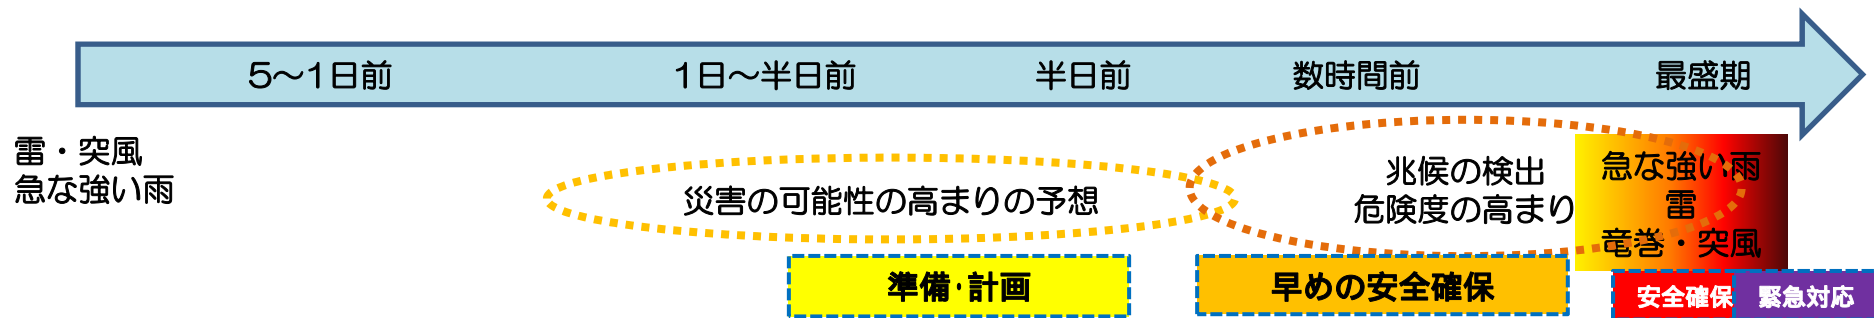 5～1日前
1日～半日前
半日前
数時間前
最盛期
雷・突風
急な強い雨
災害の可能性の高まりの予想
兆候の検出
危険度の高まり
急な強い雨
雷
竜巻・突風
準備・計画
早めの安全確保
安全確保
緊急対応